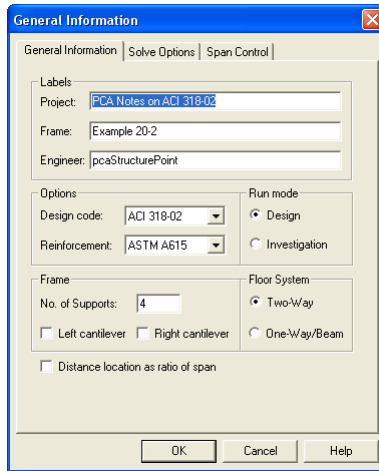 General Information
General Information Solve Options Span Control
Labels
Project: PCA Notes on ACI 318-02
Frame: Example 20-2
Engineer: pcaStructurePoint
Options
Design code: ACI 318-02
Reinforcement: ASTM A615
Run mode
Design
Investigation
Frame
No. of Supports: 4
Left cantilever Right cantilever
Floor System
Two-Way
One-Way/Beam
Distance location as ratio of span
OK Cancel Help